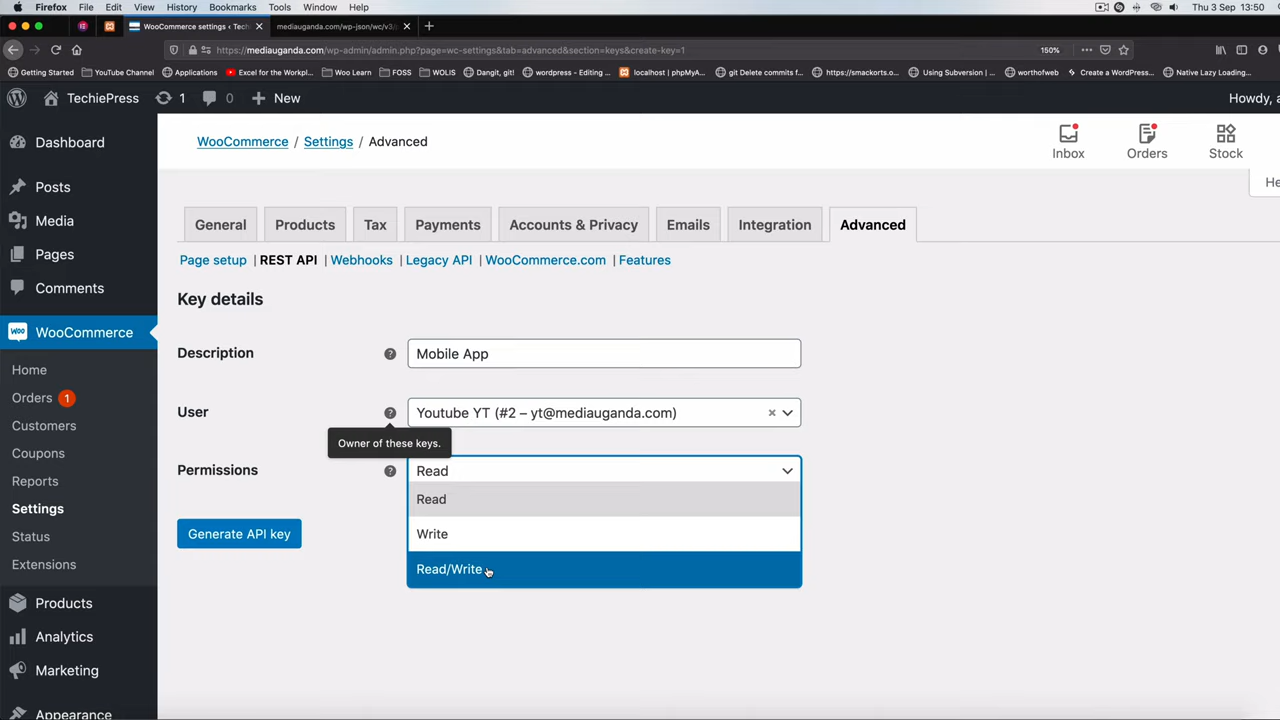 Firefox File Edit View History Bookmarks Tools Window Help Thu 3 Sep 13:50
WooCommerce settings ‹ Techie mediauganda.com/wp-json/wc/v3/
https://mediauganda.com/wp-admin/admin.php?page=wc-settings&tab=advanced&section=keys&create-key=1 150%
Getting Started YouTube Channel Applications Excel for the Workpl... Woo Learn FOSS WOLIS Dangit, git! wordpress - Editing ... localhost | phpMyA... git Delete commits f... https://smackorts.o... Using Subversion |... worthofweb Create a WordPress... Native Lazy Loading...
TechiePress 1 0 New Howdy, a
Dashboard
Posts
Media
Pages
Comments
WooCommerce
Home
Orders 1
Customers
Coupons
Reports
Settings
Status
Extensions
Products
Analytics
Marketing
Appearance
WooCommerce / Settings / Advanced
Inbox Orders Stock
He
General Products Tax Payments Accounts & Privacy Emails Integration Advanced
Page setup | REST API | Webhooks | Legacy API | WooCommerce.com | Features
Key details
Description ? Mobile App
User ? Youtube YT (#2 – yt@mediauganda.com) ×
Owner of these keys.
Permissions ? Read
Read
Write
Read/Write
Generate API key